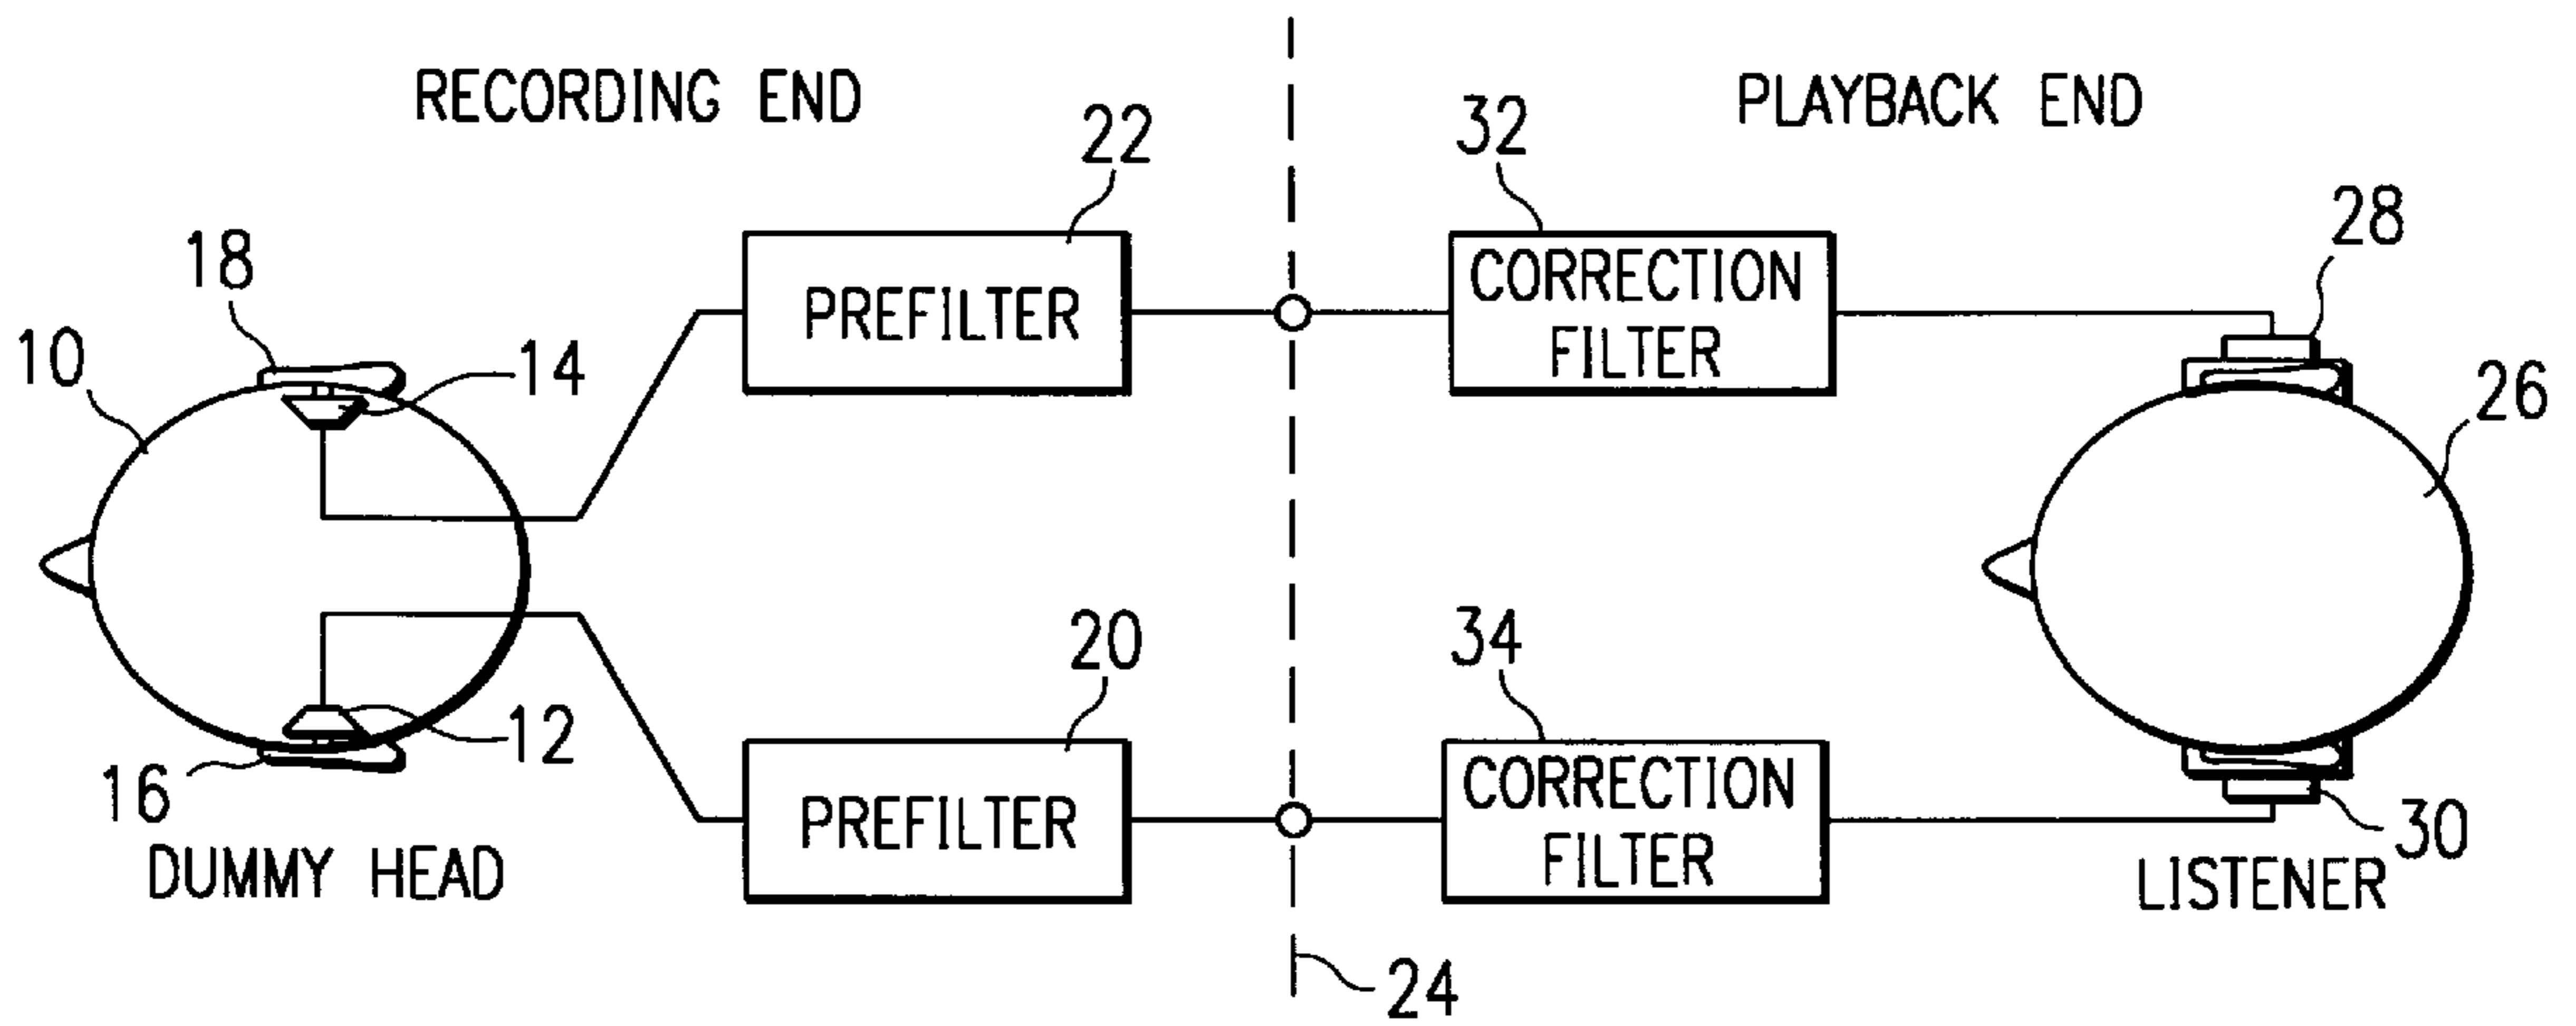 RECORDING END
PLAYBACK END
22
32
28
18
10
14
26
PREFILTER
CORRECTION
FILTER
20
34
12
16
30
PREFILTER
CORRECTION
FILTER
DUMMY HEAD
LISTENER
24